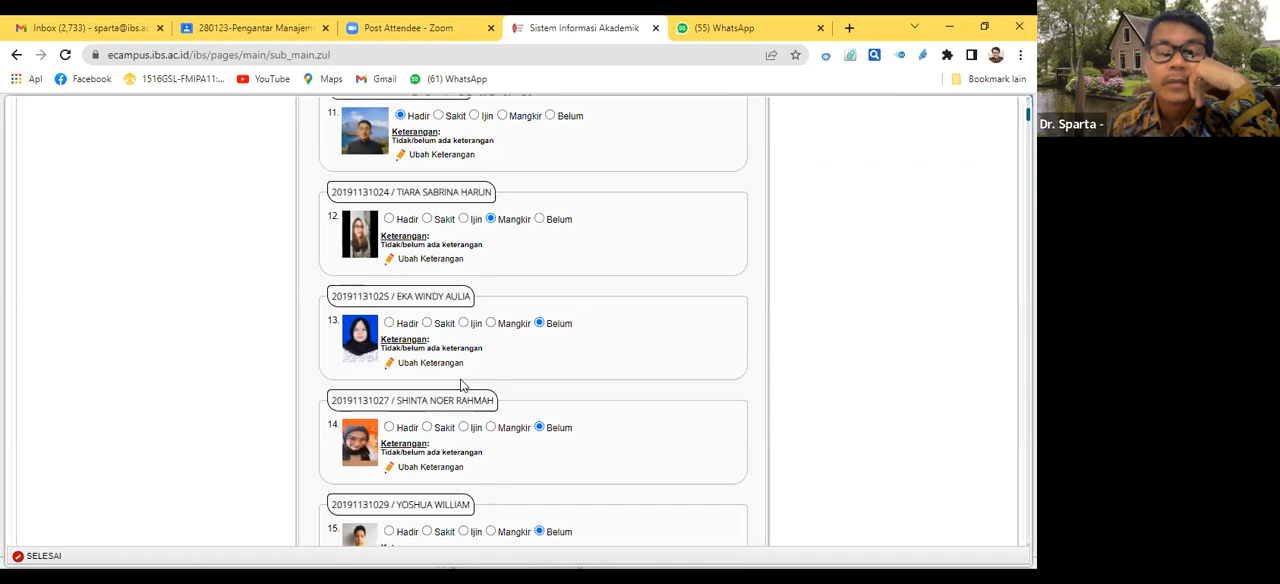 Inbox (2,733) - sparta@ibs.ac
280123-Pengantar Manajem
Post Attendee - Zoom
Sistem Informasi Akademik
(55) WhatsApp
ecampus.ibs.ac.id/ibs/pages/main/sub_main.zul
Apl
Facebook
1516GSL-FMIPA11:...
YouTube
Maps
Gmail
(61) WhatsApp
Bookmark lain
Dr. Sparta -
11.
Hadir Sakit Ijin Mangkir Belum
Keterangan:
Tidak/belum ada keterangan
Ubah Keterangan
20191131024 / TIARA SABRINA HARUN
12.
Hadir Sakit Ijin Mangkir Belum
Keterangan:
Tidak/belum ada keterangan
Ubah Keterangan
20191131025 / EKA WINDY AULIA
13.
Hadir Sakit Ijin Mangkir Belum
Keterangan:
Tidak/belum ada keterangan
Ubah Keterangan
20191131027 / SHINTA NOER RAHMAH
14.
Hadir Sakit Ijin Mangkir Belum
Keterangan:
Tidak/belum ada keterangan
Ubah Keterangan
20191131029 / YOSHUA WILLIAM
15.
Hadir Sakit Ijin Mangkir Belum
SELESAI